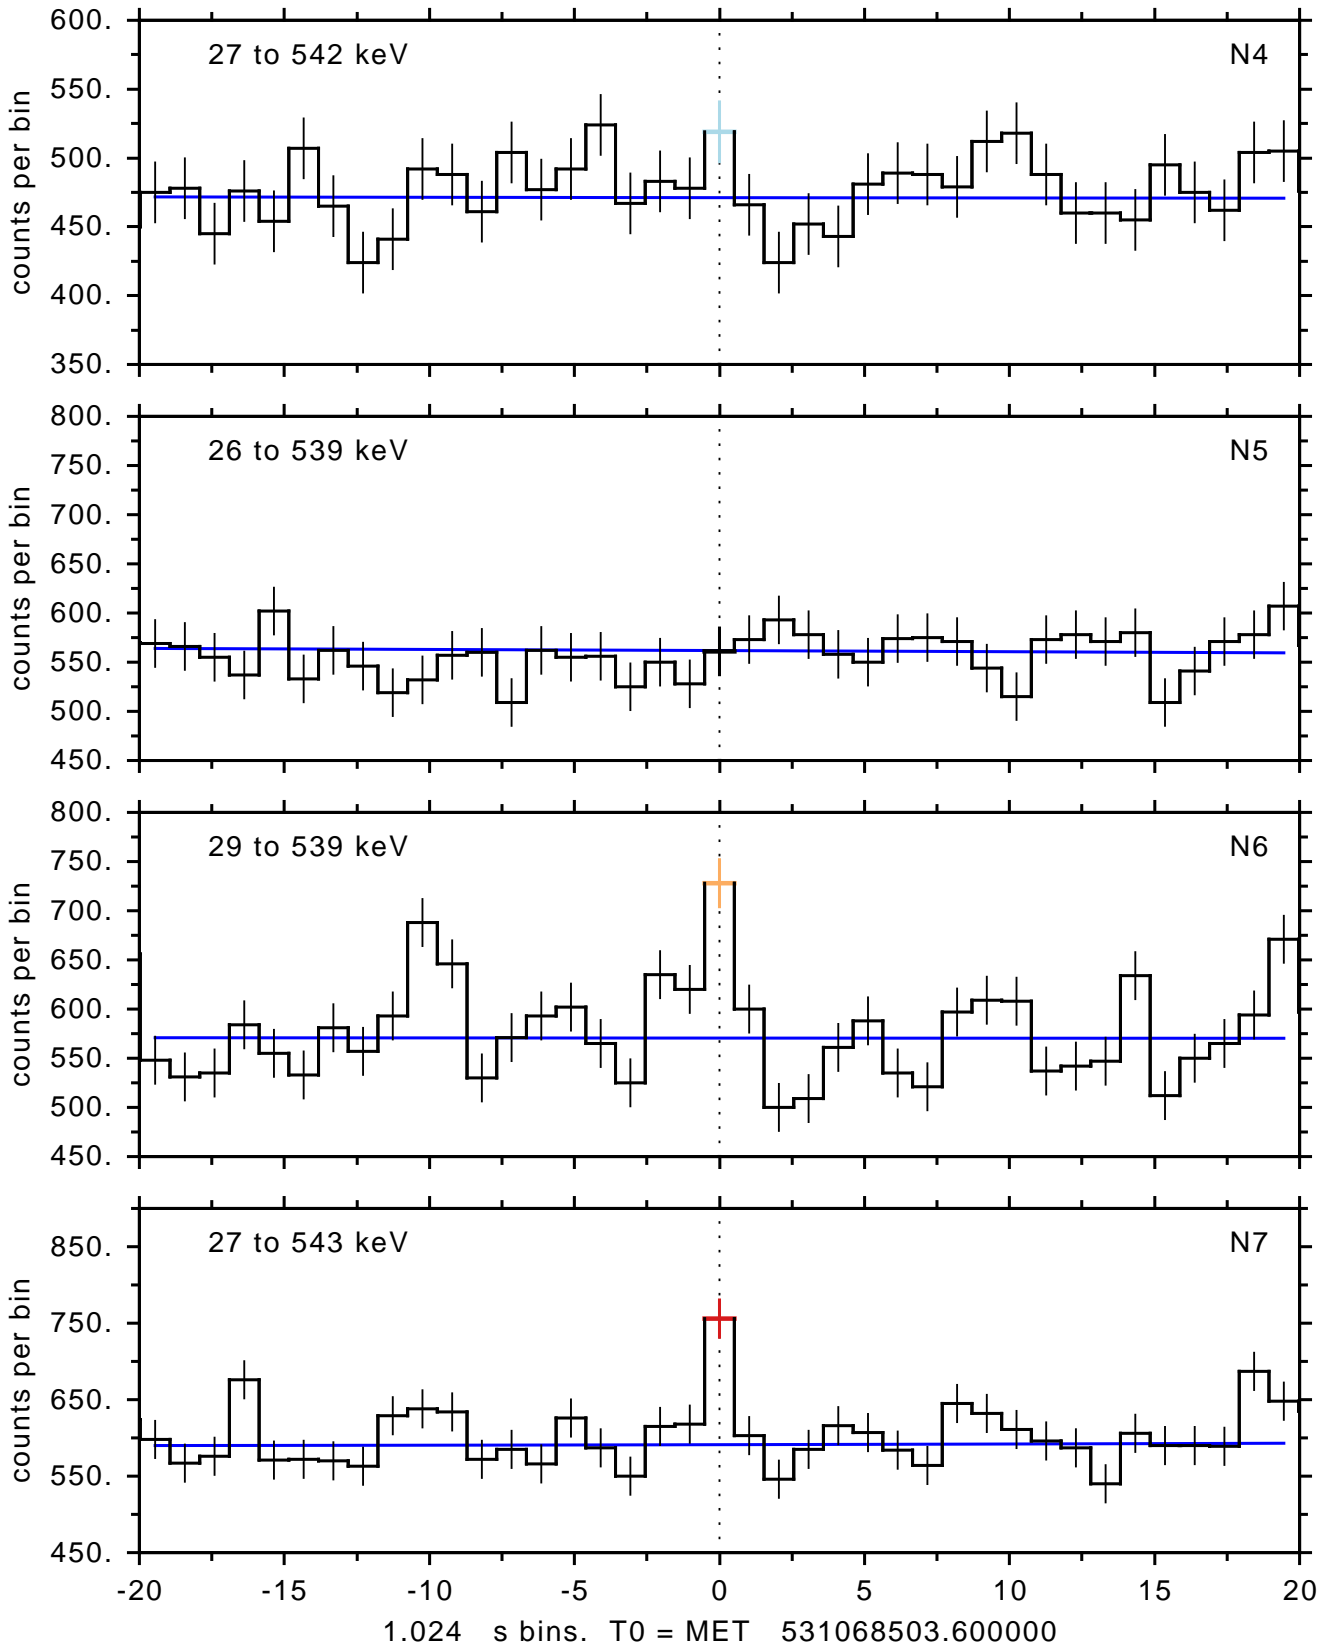 600.
27 to 542 keV N4
550.
500.
450.
400.
350.
counts per bin
800.
26 to 539 keV N5
750.
700.
650.
600.
550.
500.
450.
counts per bin
800.
29 to 539 keV N6
750.
700.
650.
600.
550.
500.
450.
counts per bin
27 to 543 keV N7
850.
750.
650.
550.
450.
counts per bin
-20 -15 -10 -5 0 5 10 15 20
1.024 s bins. T0 = MET 531068503.600000